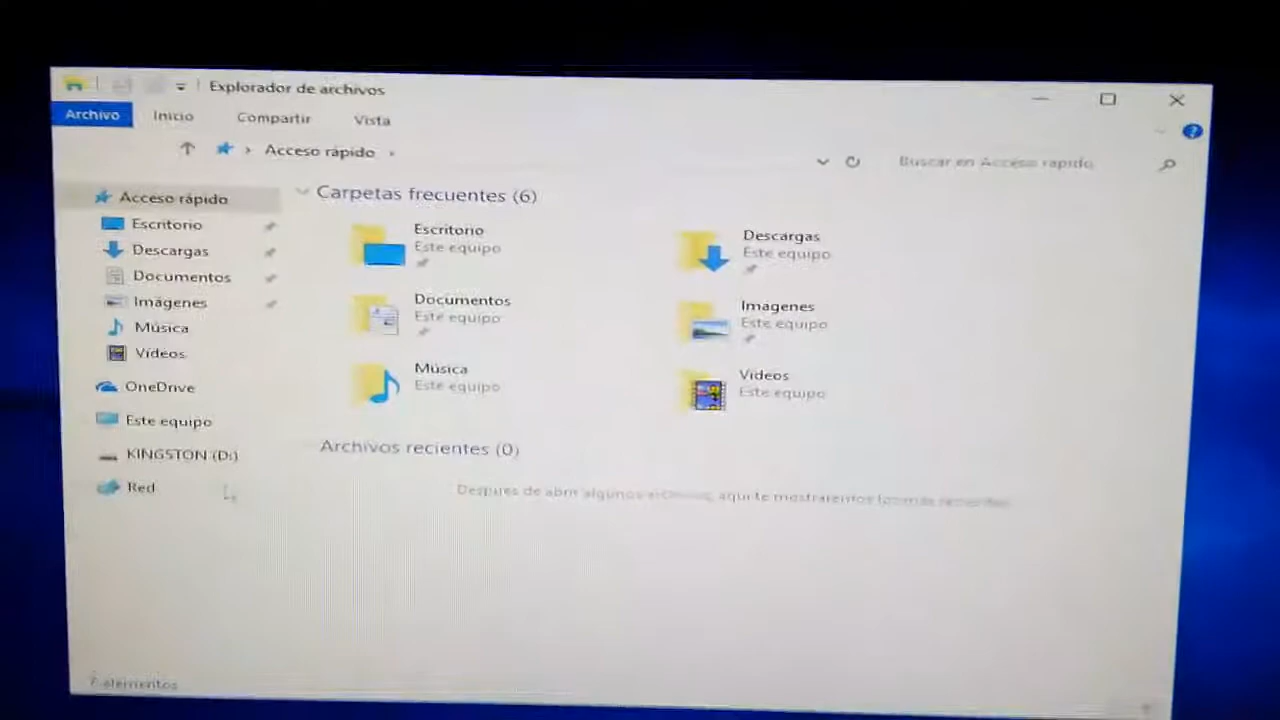 Explorador de archivos
Archivo Inicio Compartir Vista
Acceso rápido
Buscar en Acceso rápido
Acceso rápido
Escritorio
Descargas
Documentos
Imágenes
Música
Vídeos
OneDrive
Este equipo
KINGSTON (D:)
Red
Carpetas frecuentes (6)
Escritorio
Este equipo
Descargas
Este equipo
Documentos
Este equipo
Imágenes
Este equipo
Música
Este equipo
Vídeos
Este equipo
Archivos recientes (0)
Después de abrir algunos archivos, aquí te mostraremos los más recientes.
7 elementos